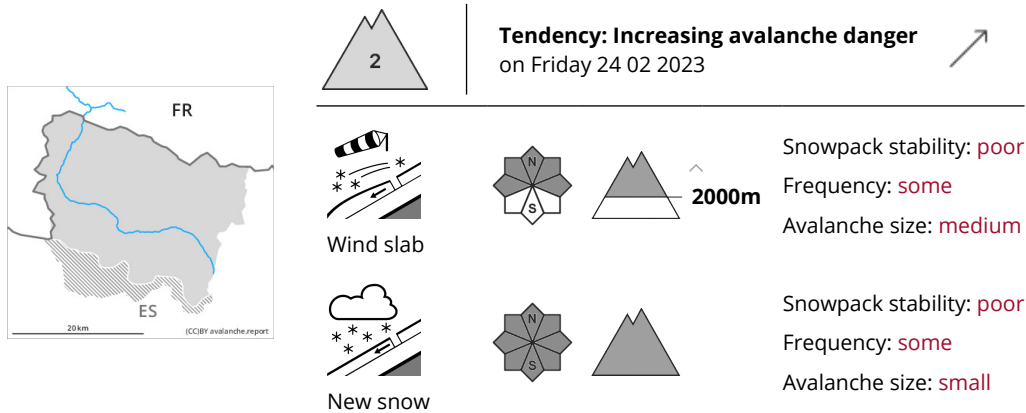 FR
ES
20 km
(CC)BY avalanche.report
2
Tendency: Increasing avalanche danger
on Friday 24 02 2023
Wind slab
N
S
2000m
Snowpack stability: poor
Frequency: some
Avalanche size: medium
New snow
N
S
Snowpack stability: poor
Frequency: some
Avalanche size: small